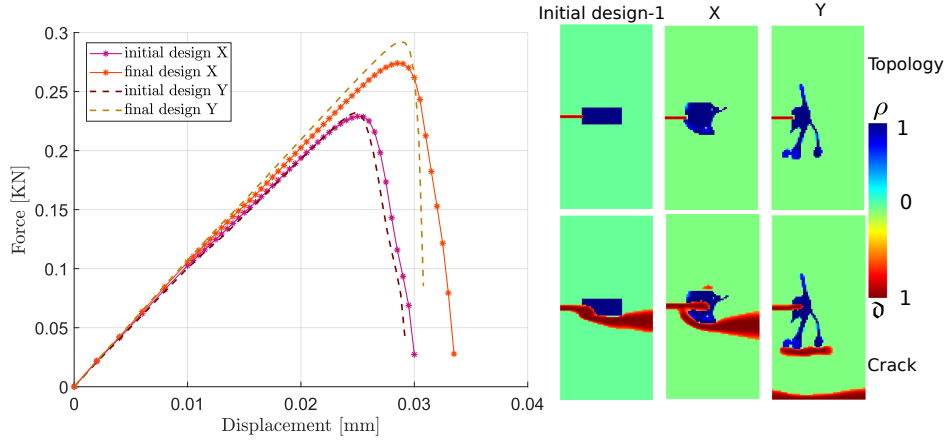 Initial design-1
X
Y
0.3
0.25
0.2
0.15
0.1
0.05
0
0
0.01
0.02
0.03
0.04
Force [KN]
Displacement [mm]
initial design X
final design X
initial design Y
final design Y
Topology
ρ
1
0
1
𝔡
Crack